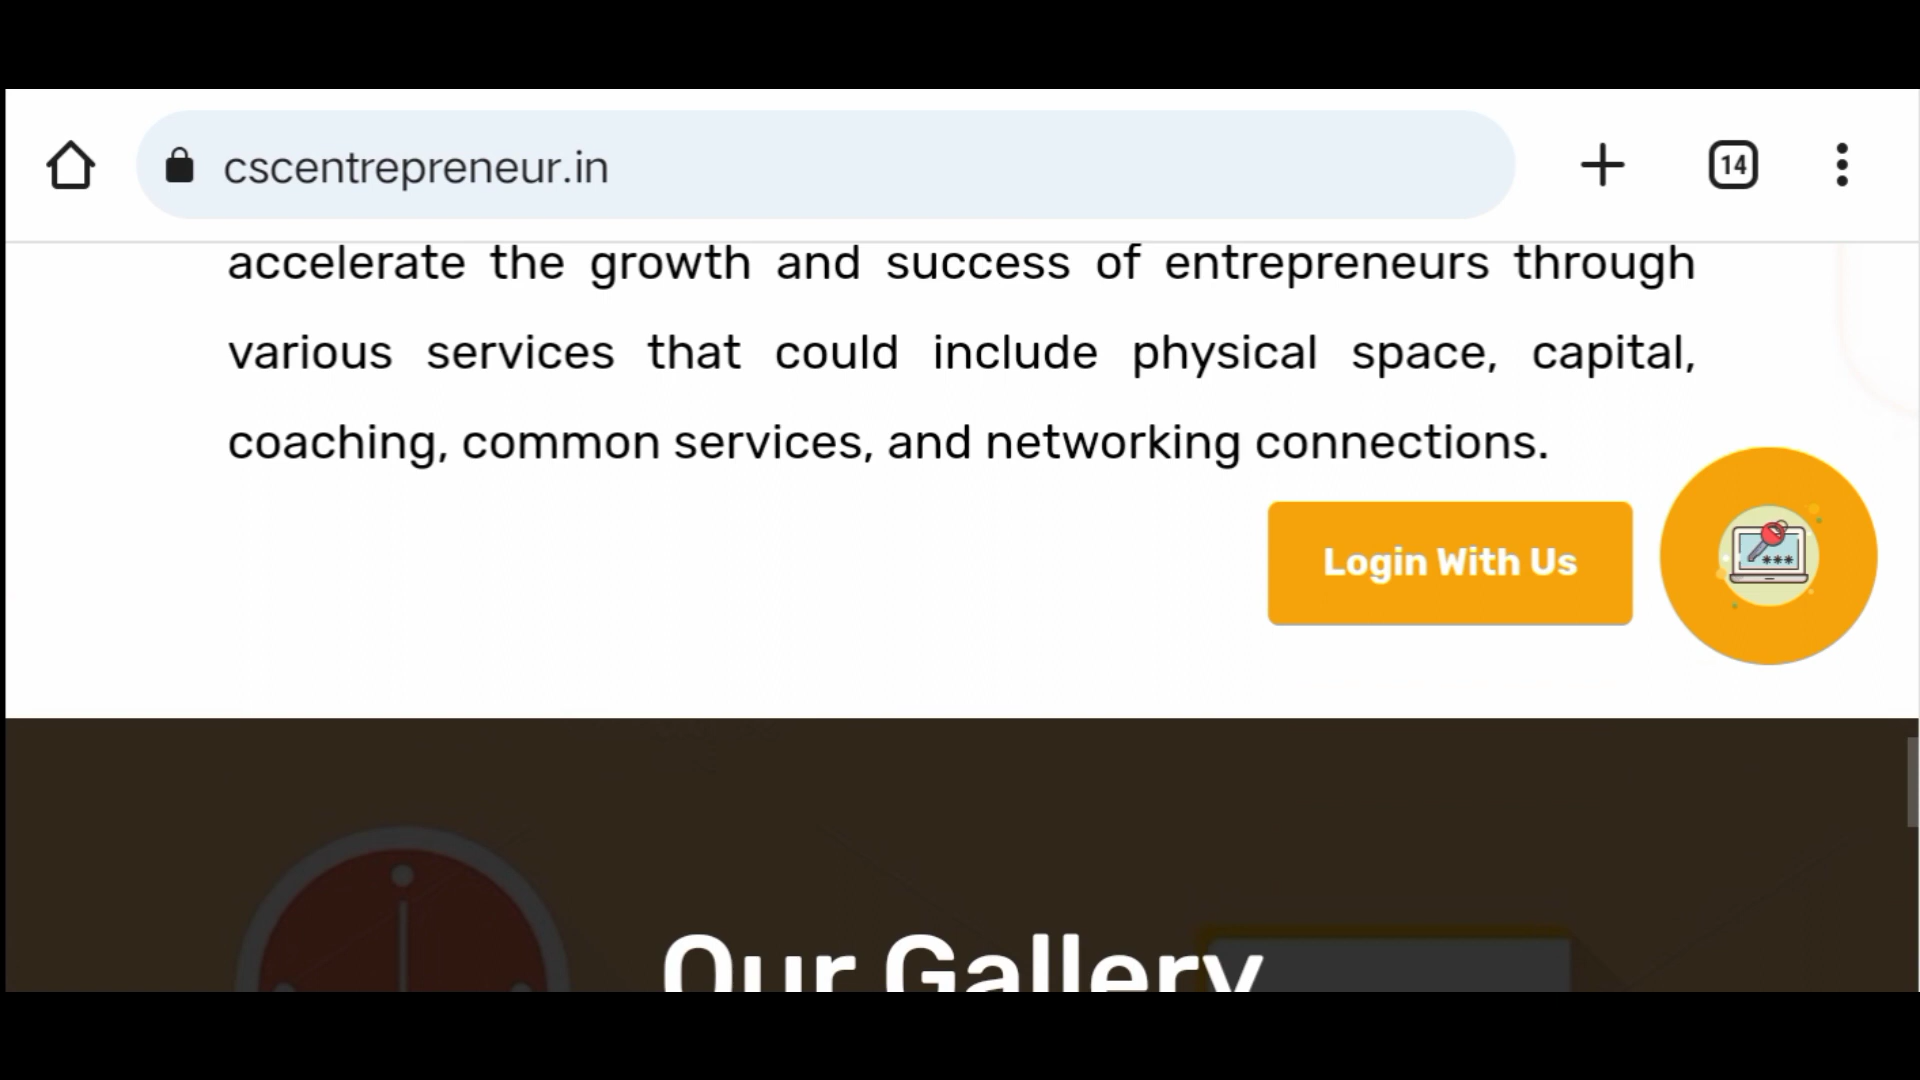 cscentrepreneur.in
14
accelerate the growth and success of entrepreneurs through
various services that could include physical space, capital,
coaching, common services, and networking connections.
Login With Us
***
Our Gallery